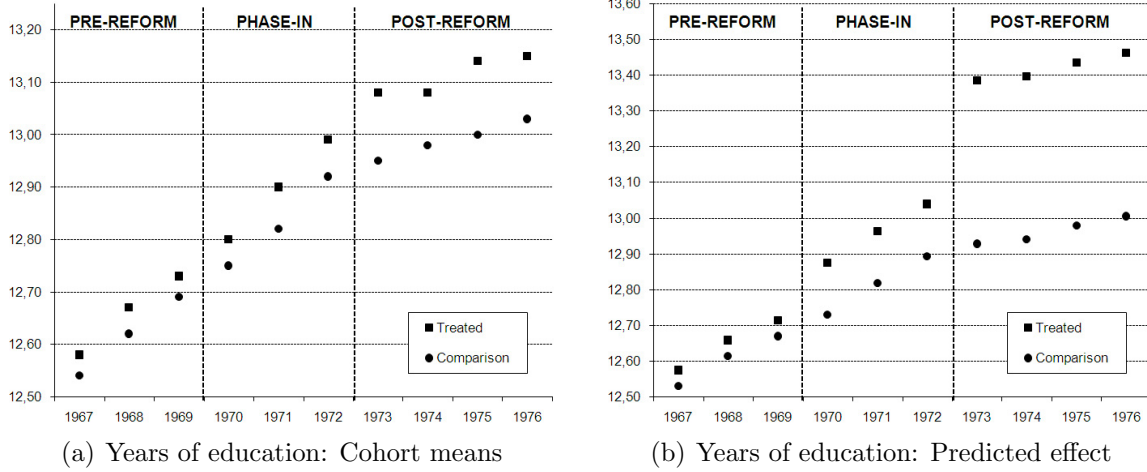 PRE-REFORM PHASE-IN POST-REFORM
13,20
13,10
13,00
12,90
12,80
12,70
12,60
12,50
Treated
Comparison
1967 1968 1969 1970 1971 1972 1973 1974 1975 1976
(a) Years of education: Cohort means
13,60
PRE-REFORM PHASE-IN POST-REFORM
13,50
13,40
13,30
13,20
13,10
13,00
12,90
12,80
12,70
12,60
12,50
Treated
Comparison
1967 1968 1969 1970 1971 1972 1973 1974 1975 1976
(b) Years of education: Predicted effect